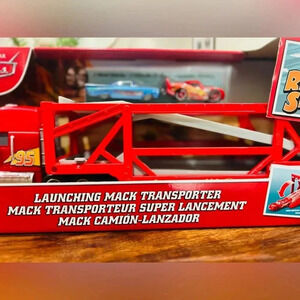 95
LAUNCHING MACK TRANSPORTER
MACK TRANSPORTEUR SUPER LANCEMENT
MACK CAMIÓN-LANZADOR